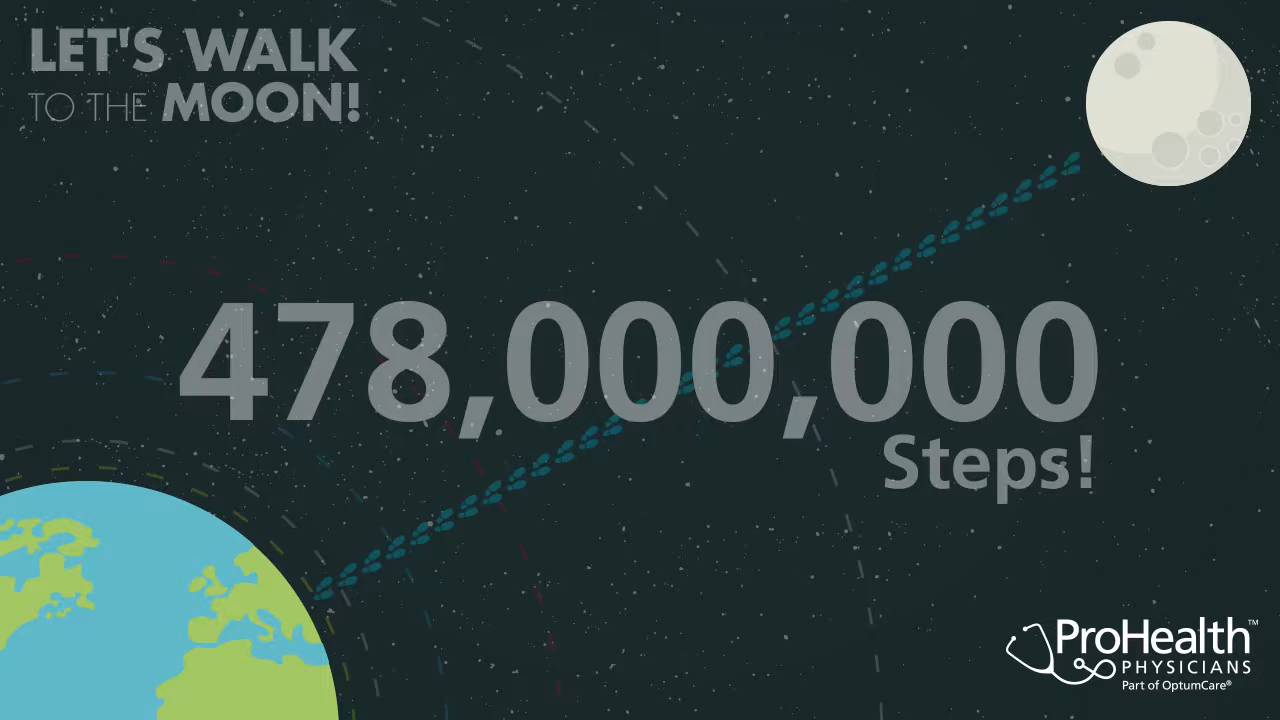 LET'S WALK
TO THE MOON!
478,000,000
Steps!
ProHealth™
PHYSICIANS
Part of OptumCare®